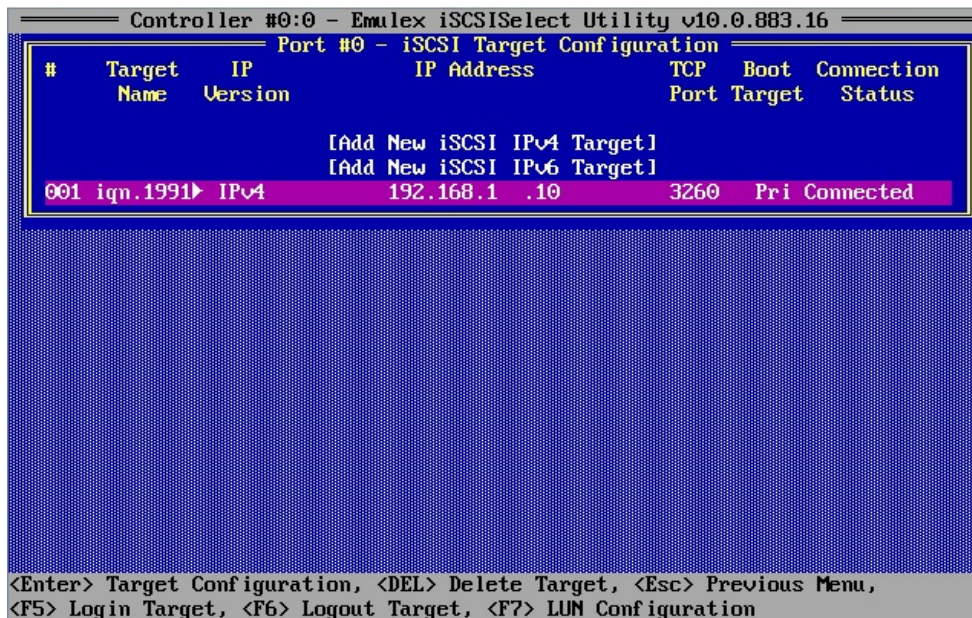 Controller #0:0 - Emulex iSCSISelect Utility v10.0.883.16
Port #0 - iSCSI Target Configuration
# Target IP IP Address TCP Boot Connection
Name Version Port Target Status
[Add New iSCSI IPv4 Target]
[Add New iSCSI IPv6 Target]
001 iqn.1991► IPv4 192.168.1 .10 3260 Pri Connected
<Enter> Target Configuration, <DEL> Delete Target, <Esc> Previous Menu,
<F5> Login Target, <F6> Logout Target, <F7> LUN Configuration